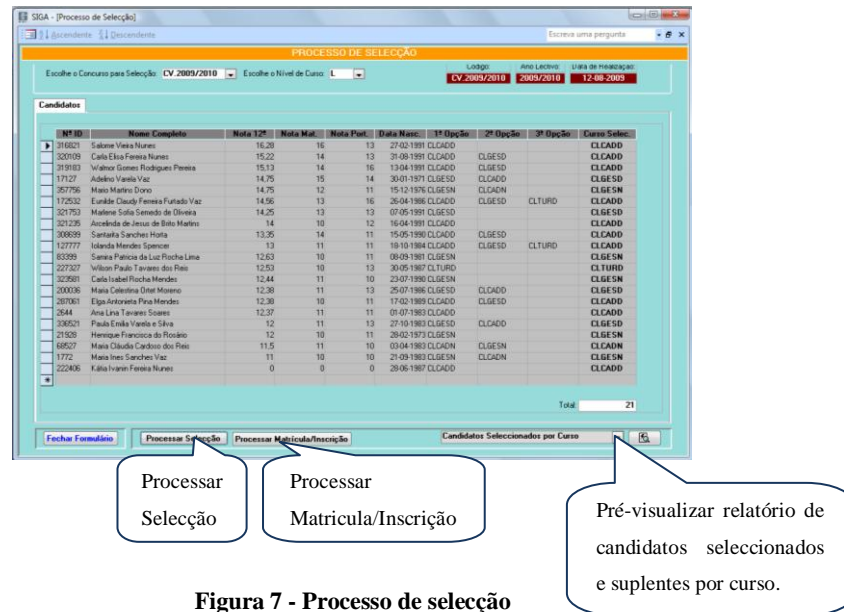 SIGA - [Processo de Selecção]
Ascendente Descendente Escreva uma pergunta
PROCESSO DE SELECÇÃO
Código: Ano Lectivo: Data de Realização:
Escolhe o Concurso para Selecção: CV.2009/2010 Escolhe o Nível de Curso: L CV.2009/2010 2009/2010 12-08-2009
Candidatos
Nº ID Nome Completo Nota 12º Nota Mat. Nota Port. Data Nasc. 1ª Opção 2ª Opção 3ª Opção Curso Selec.
316821 Salome Vieira Nunes 16,28 16 13 27-02-1991 CLCADD CLCADD
320109 Carla Elisa Fereira Nunes 15,22 14 13 31-08-1991 CLCADD CLGESD CLCADD
319183 Walmor Gomes Rodrigues Pereira 15,13 14 16 13-04-1991 CLCADD CLGESD CLCADD
17127 Adelino Varela Vaz 14,75 15 14 30-01-1971 CLGESD CLCADD CLGESD
357756 Mario Martins Dono 14,75 12 11 15-12-1976 CLGESN CLCADN CLGESN
172532 Eunilde Claudy Ferreira Furtado Vaz 14,56 13 16 26-04-1986 CLCADD CLGESD CLTURD CLCADD
321753 Marlene Sofia Semedo de Oliveira 14,25 13 13 07-05-1991 CLGESD CLGESD
321235 Arcelinda de Jesus de Brito Martins 14 10 12 16-04-1991 CLCADD CLCADD
308699 Santarita Sanches Horta 13,35 14 11 15-05-1990 CLCADD CLGESD CLCADD
127777 Iolanda Mendes Spencer 13 11 11 18-10-1984 CLCADD CLGESD CLTURD CLCADD
83399 Samira Patricia da Luz Rocha Lima 12,63 10 11 08-09-1981 CLGESN CLGESN
227327 Wilson Paulo Tavares dos Reis 12,53 10 13 30-05-1987 CLTURD CLTURD
323581 Carla Isabel Rocha Mendes 12,44 11 10 23-07-1990 CLGESN CLGESN
200036 Maria Celestina Ortet Moreno 12,38 11 13 25-07-1986 CLGESD CLCADD CLGESD
287061 Elga Antonieta Pina Mendes 12,38 10 11 17-02-1989 CLCADD CLGESD CLCADD
2644 Ana Lina Tavares Soares 12,37 11 11 01-07-1983 CLCADD CLCADD
336521 Paula Emilia Varela e Silva 12 11 13 27-10-1983 CLGESD CLCADD CLGESD
21928 Henrique Francisca do Rosário 12 10 11 28-02-1973 CLGESN CLGESN
68527 Maria Cláudia Cardoso dos Reis 11,5 11 10 03-04-1983 CLCADN CLGESN CLCADN
1772 Maria Ines Sanches Vaz 11 10 10 21-09-1983 CLGESN CLCADN CLGESN
222406 Kátia Ivanin Fereira Nunes 0 0 0 28-06-1987 CLCADD CLCADD
Total: 21
Fechar Formulário Processar Selecção Processar Matrícula/Inscrição Candidatos Seleccionados por Curso
Processar
Selecção
Processar
Matricula/Inscrição
Pré-visualizar relatório de
candidatos seleccionados
e suplentes por curso.
Figura 7 - Processo de selecção